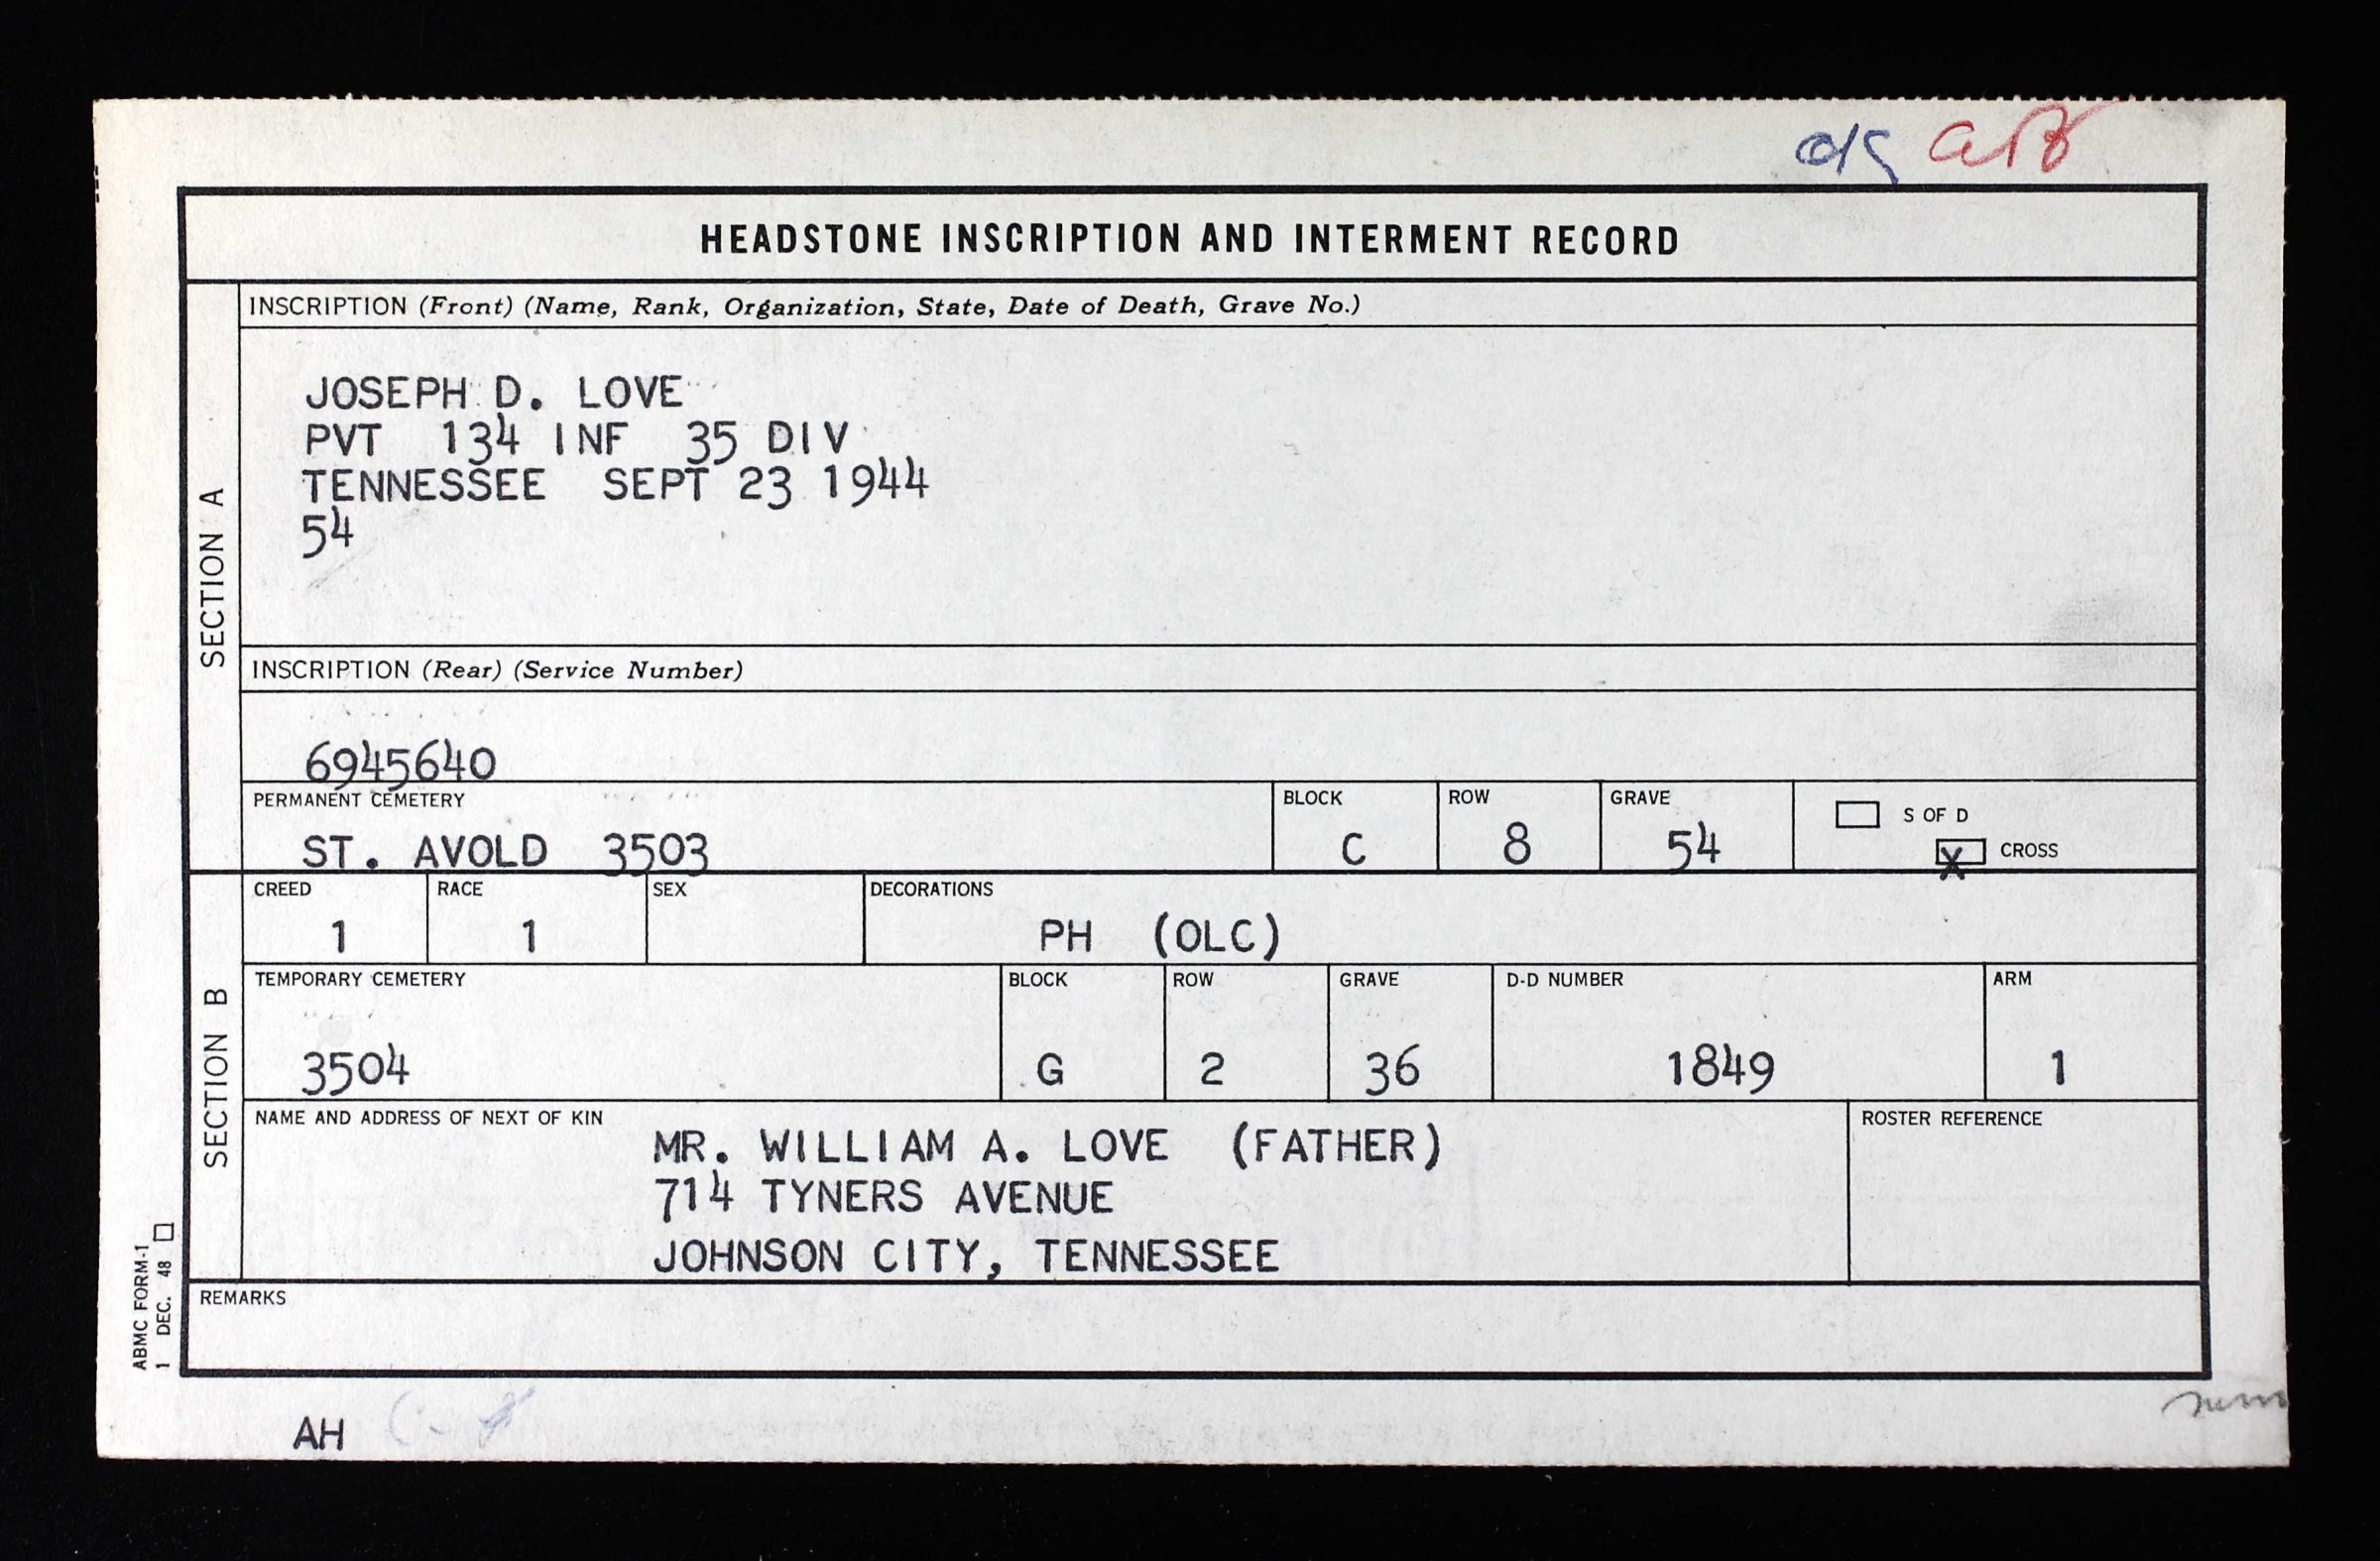 HEADSTONE INSCRIPTION AND INTERMENT RECORD
SECTION A
INSCRIPTION (Front) (Name, Rank, Organization, State, Date of Death, Grave No.)
JOSEPH D. LOVE
PVT 134 INF 35 DIV
TENNESSEE SEPT 23 1944
54
INSCRIPTION (Rear) (Service Number)
6945640
PERMANENT CEMETERY BLOCK ROW GRAVE S OF D
ST. AVOLD 3503 C 8 54 X CROSS
SECTION B
CREED RACE SEX DECORATIONS
1 1 PH (OLC)
TEMPORARY CEMETERY BLOCK ROW GRAVE D-D NUMBER ARM
3504 G 2 36 1849 1
NAME AND ADDRESS OF NEXT OF KIN ROSTER REFERENCE
MR. WILLIAM A. LOVE (FATHER)
714 TYNERS AVENUE
JOHNSON CITY, TENNESSEE
REMARKS
ABMC FORM-1
1 DEC. 48
AH